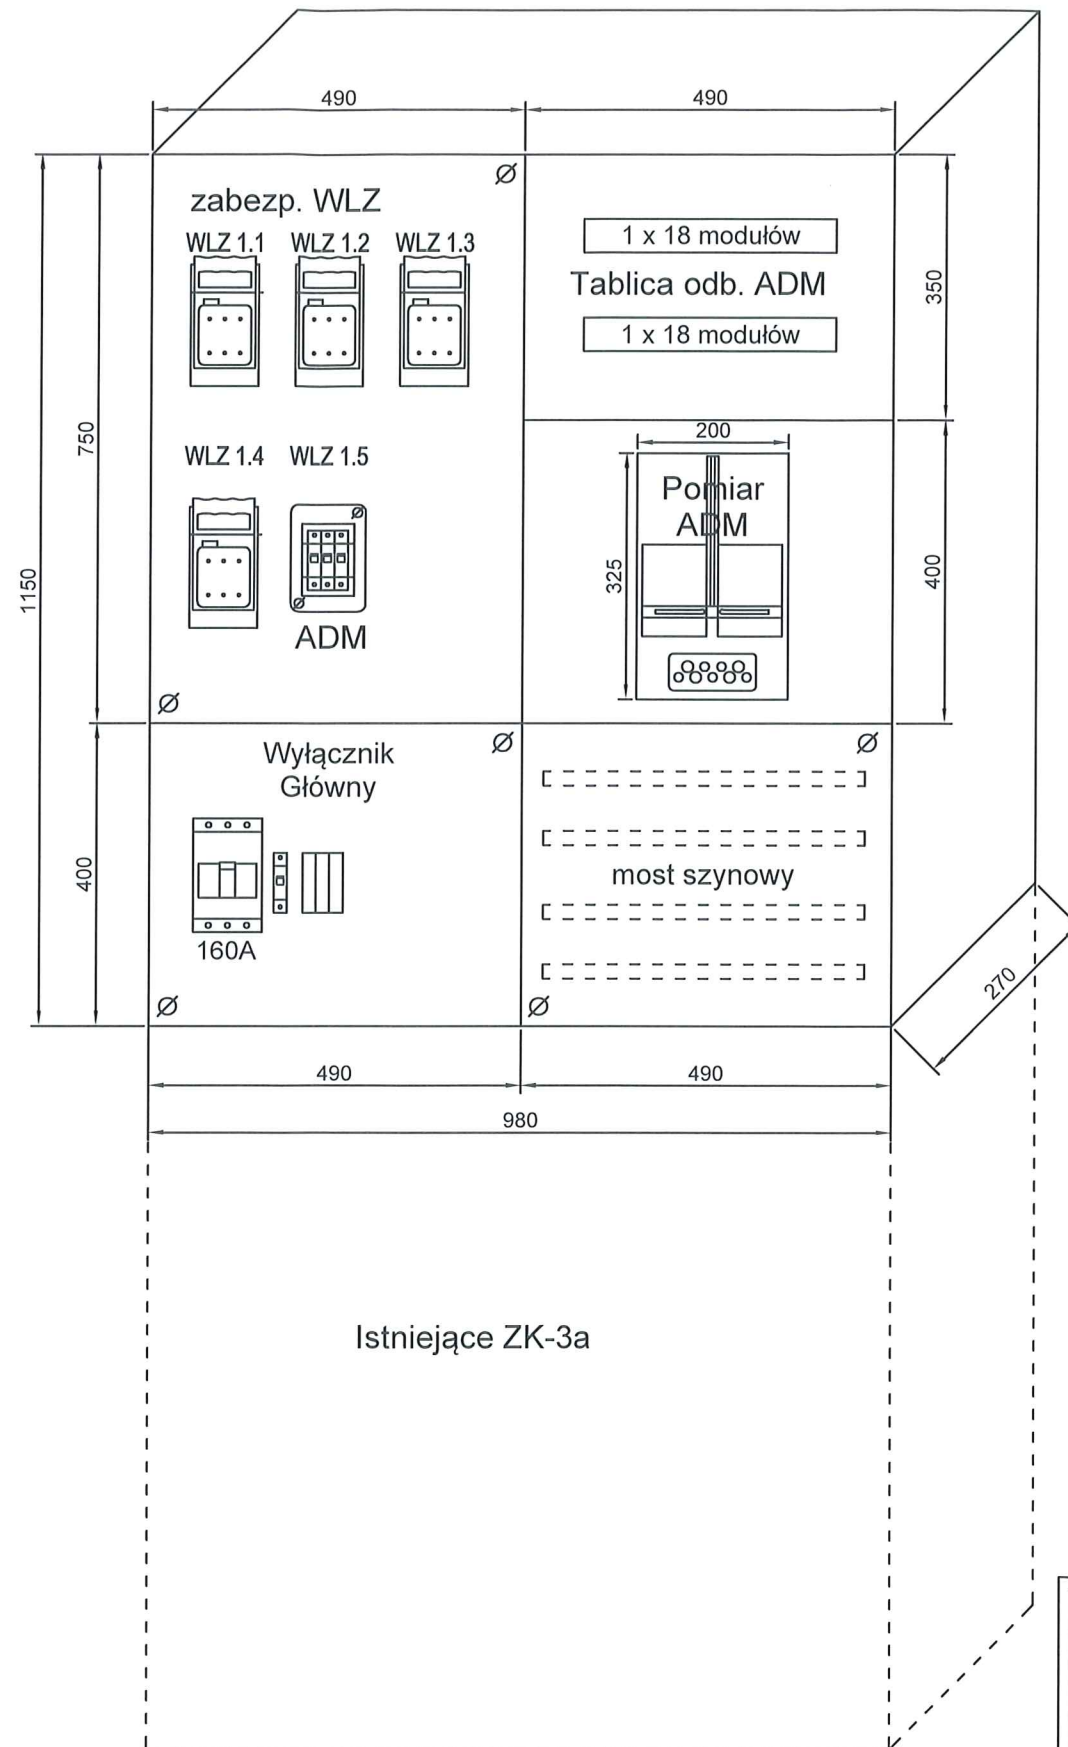 490
490
zabezp. WLZ
WLZ 1.1
WLZ 1.2
WLZ 1.3
1 x 18 modułów
Tablica odb. ADM
1 x 18 modułów
350
750
WLZ 1.4
WLZ 1.5
ADM
200
Pomiar
ADM
325
400
1150
Wyłącznik
Główny
160A
400
most szynowy
270
490
490
980
Istniejące ZK-3a